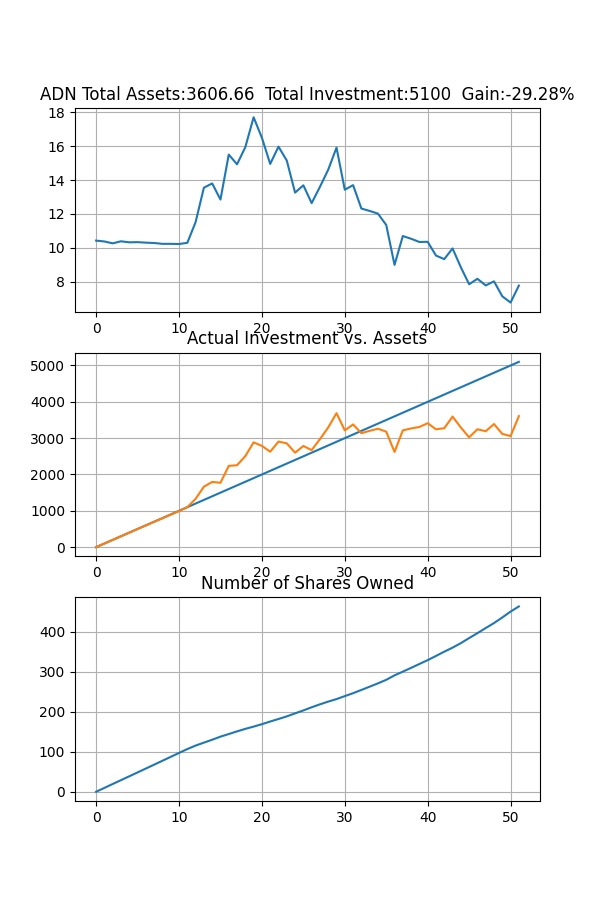 ADN Total Assets:3606.66  Total Investment:5100  Gain:-29.28%
18
16
14
12
10
8
0 10 20 30 40 50
Actual Investment vs. Assets
5000
4000
3000
2000
1000
0
0 10 20 30 40 50
Number of Shares Owned
400
300
200
100
0
0 10 20 30 40 50